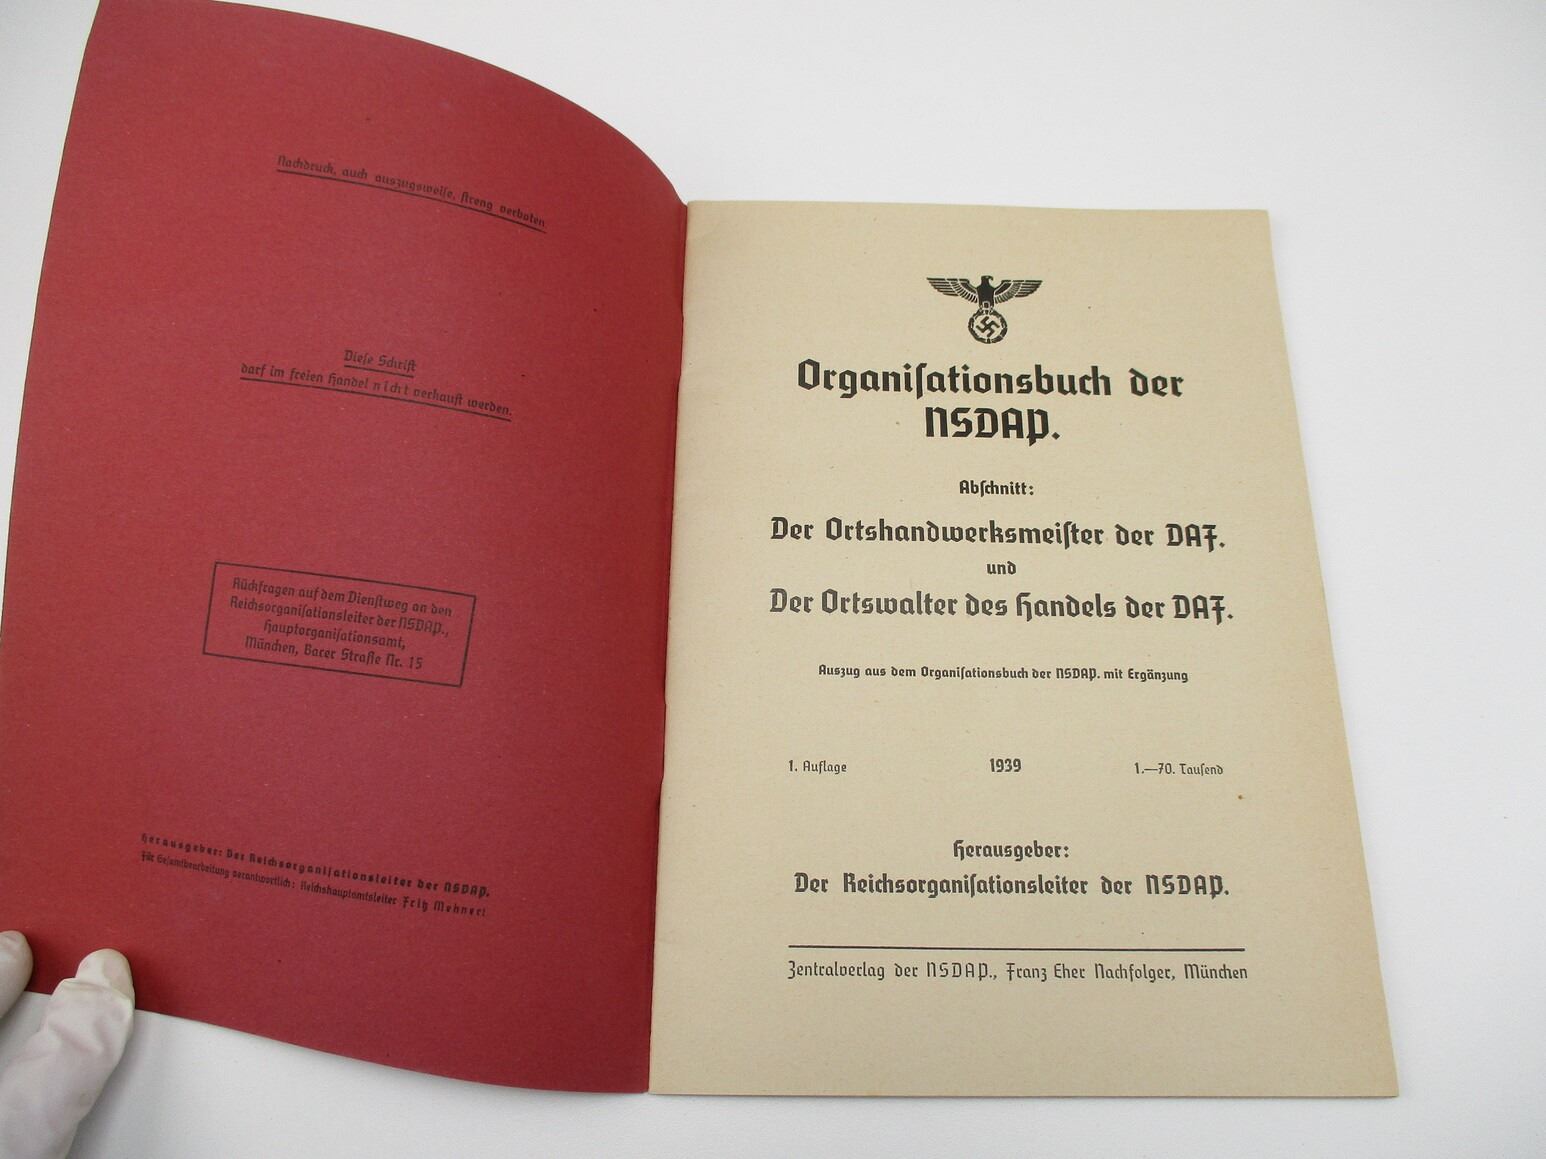 Nachdruck, auch auszugsweise, streng verboten.
Diese Schrift
darf im freien Handel nicht verkauft werden.
Rückfragen auf dem Dienstweg an den
Reichsorganisationsleiter der NSDAP.,
Hauptorganisationsamt,
München, Barer Straße Nr. 15
Herausgeber: Der Reichsorganisationsleiter der NSDAP.
Für Gesamtbearbeitung verantwortlich: Reichshauptamtsleiter Fritz Mehnert
Organiſationsbuch der
NSDAP.
Abſchnitt:
Der Ortshandwerksmeiſter der DAF.
und
Der Ortswalter des Handels der DAF.
Auszug aus dem Organiſationsbuch der NSDAP. mit Ergänzung
1. Auflage 1939 1.—70. Tauſend
Herausgeber:
Der Reichsorganiſationsleiter der NSDAP.
Zentralverlag der NSDAP., Franz Eher Nachfolger, München